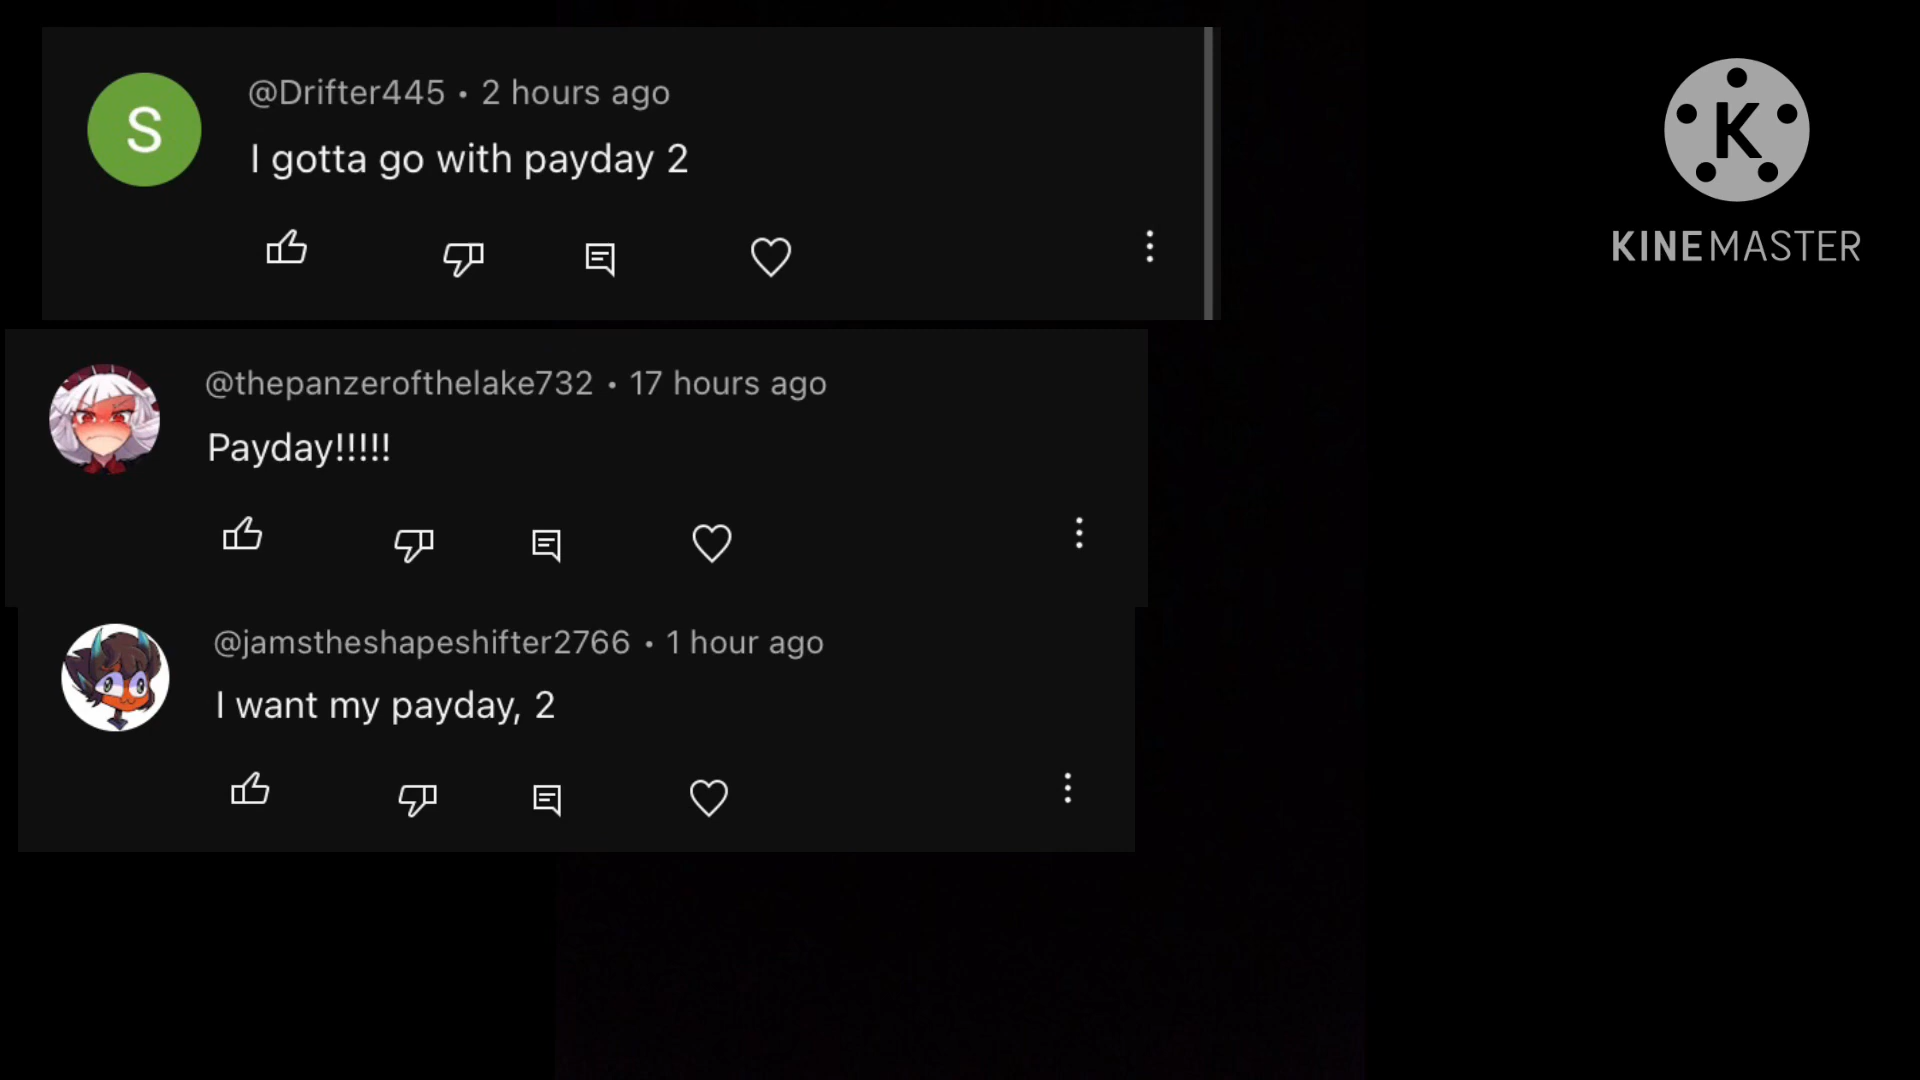 S
@Drifter445 • 2 hours ago
I gotta go with payday 2
K
KINEMASTER
@thepanzerofthelake732 • 17 hours ago
Payday!!!!!
@jamstheshapeshifter2766 • 1 hour ago
I want my payday, 2